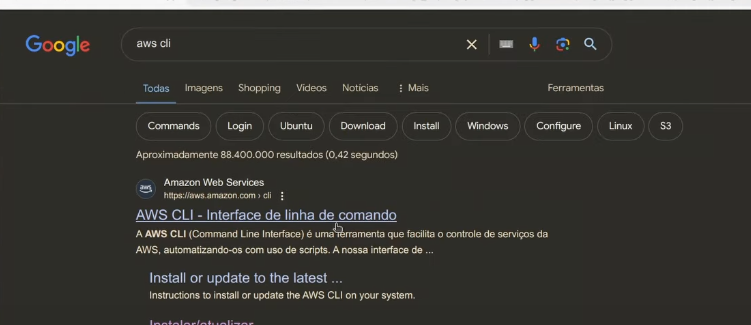 Google
aws cli
Todas Imagens Shopping Vídeos Notícias Mais Ferramentas
Commands Login Ubuntu Download Install Windows Configure Linux S3
Aproximadamente 88.400.000 resultados (0,42 segundos)
aws
Amazon Web Services
https://aws.amazon.com › cli
AWS CLI - Interface de linha de comando
A AWS CLI (Command Line Interface) é uma ferramenta que facilita o controle de serviços da
AWS, automatizando-os com uso de scripts. A nossa interface de ...
Install or update to the latest ...
Instructions to install or update the AWS CLI on your system.
Instalar/atualizar